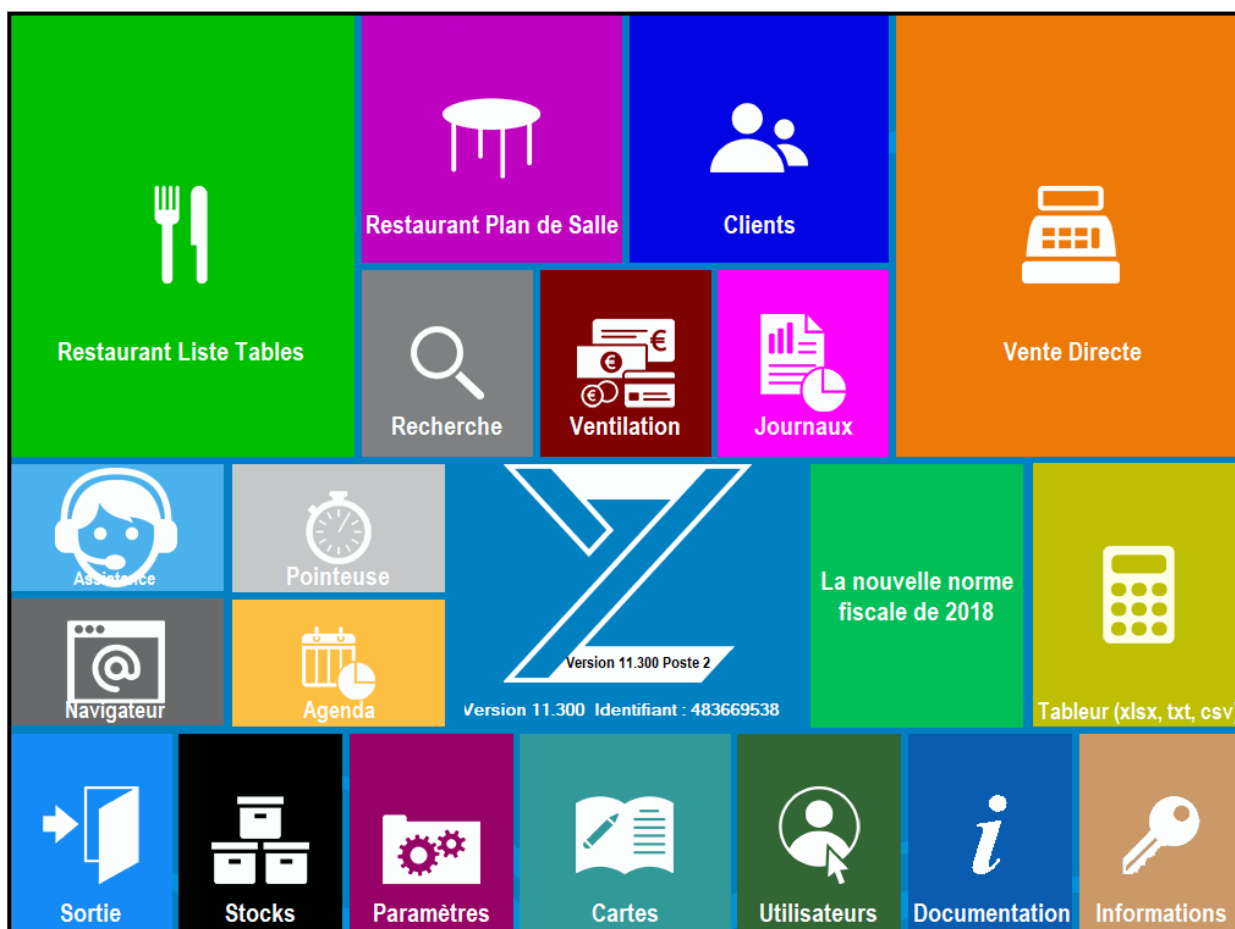 Restaurant Plan de Salle
Clients
Restaurant Liste Tables
Vente Directe
Recherche
Ventilation
Journaux
Assistence
Pointeuse
La nouvelle norme
fiscale de 2018
Version 11.300 Poste 2
Navigateur
Agenda
Version 11.300 Identifiant : 483669538
Tableur (xlsx, txt, csv)
Sortie
Stocks
Paramètres
Cartes
Utilisateurs
Documentation
Informations